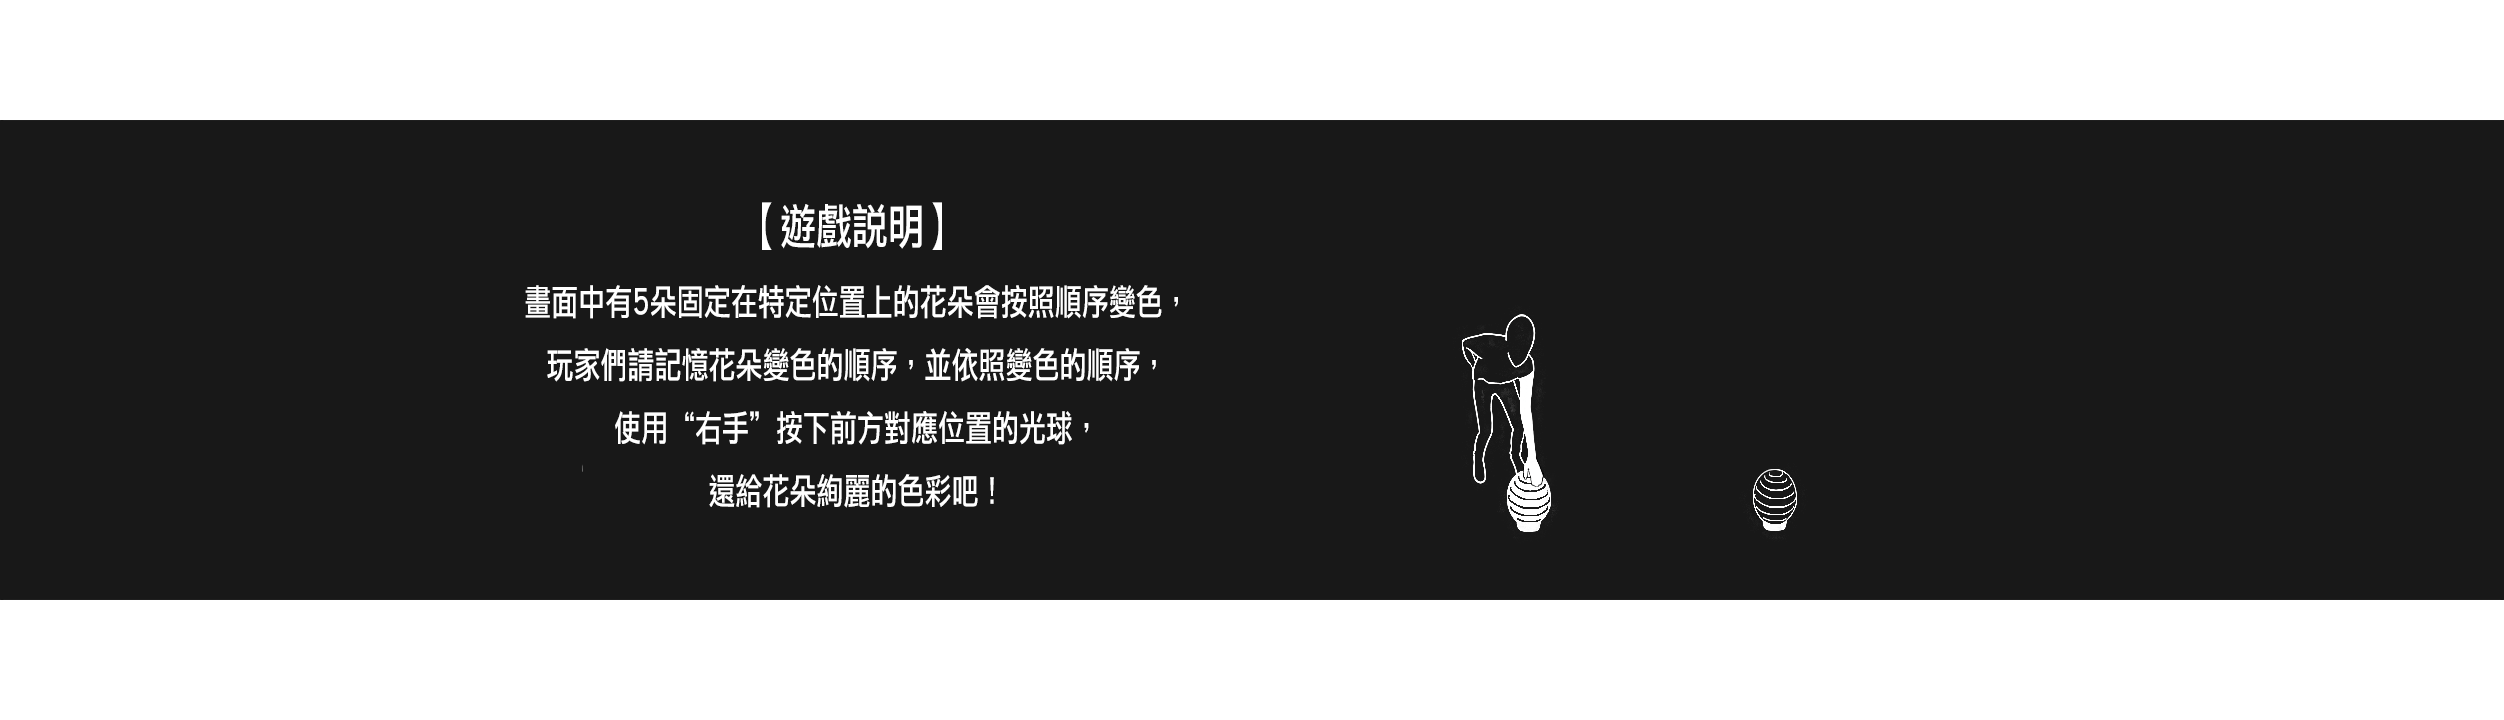 【遊戲說明】
畫面中有5朵固定在特定位置上的花朵會按照順序變色，
玩家們請記憶花朵變色的順序，並依照變色的順序，
使用“右手”按下前方對應位置的光球，
還給花朵絢麗的色彩吧！